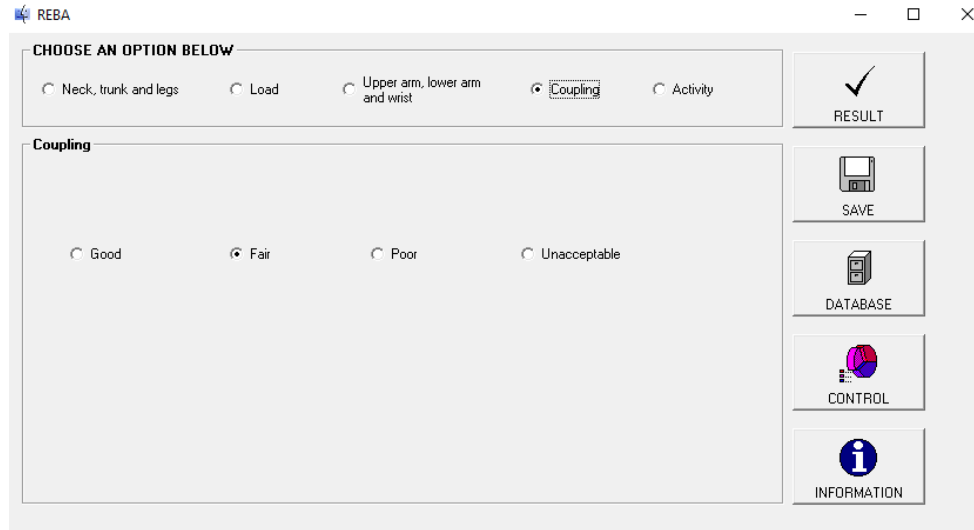 REBA
CHOOSE AN OPTION BELOW
Neck, trunk and legs
Load
Upper arm, lower arm
and wrist
Coupling
Activity
RESULT
Coupling
Good
Fair
Poor
Unacceptable
SAVE
DATABASE
CONTROL
INFORMATION